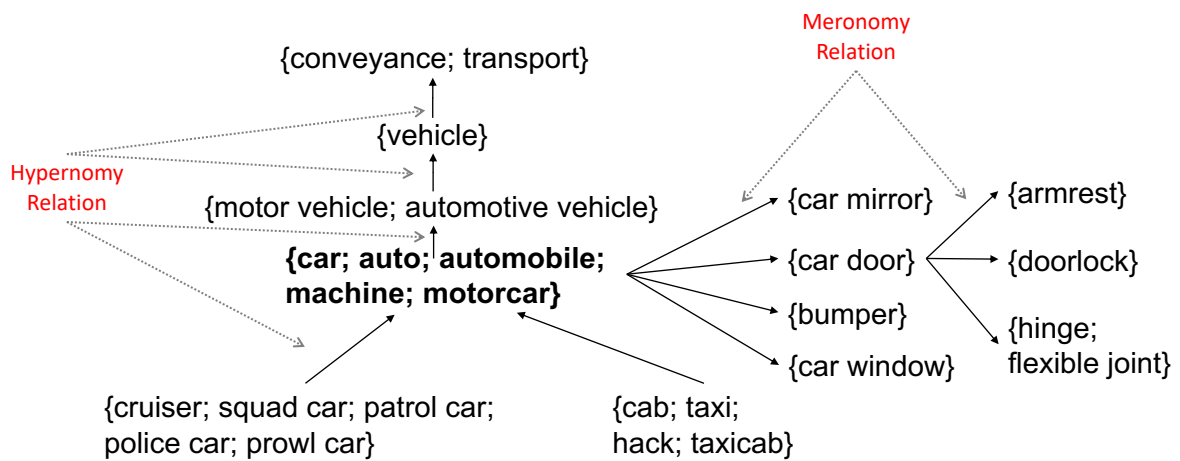 Meronomy
Relation
{conveyance; transport}
{vehicle}
Hypernomy
Relation
{motor vehicle; automotive vehicle}
{car; auto; automobile;
machine; motorcar}
{car mirror}
{armrest}
{car door}
{doorlock}
{bumper}
{hinge;
flexible joint}
{car window}
{cruiser; squad car; patrol car;
police car; prowl car}
{cab; taxi;
hack; taxicab}